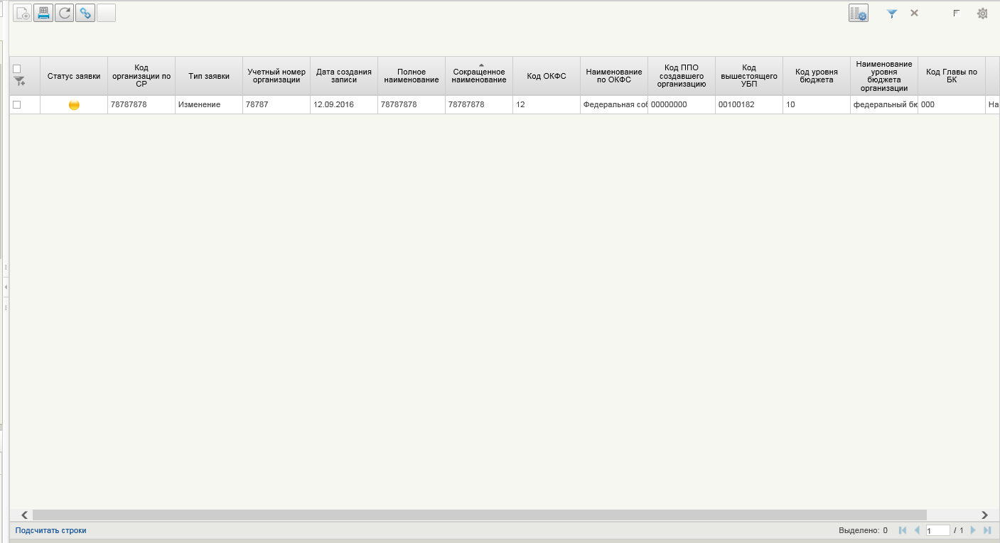 Статус заявки
Код
организации по
СР
Тип заявки
Учетный номер
организации
Дата создания
записи
Полное
наименование
Сокращенное
наименование
Код ОКФС
Наименование
по ОКФС
Код ППО
создавшего
организацию
Код
вышестоящего
УБП
Код уровня
бюджета
Наименование
уровня
бюджета
организации
Код Главы по
БК
78787878 Изменение 78787 12.09.2016 78787878 78787878 12 Федеральная соб 00000000 00100182 10 федеральный бю 000 На
Подсчитать строки
Выделено: 0
1 / 1